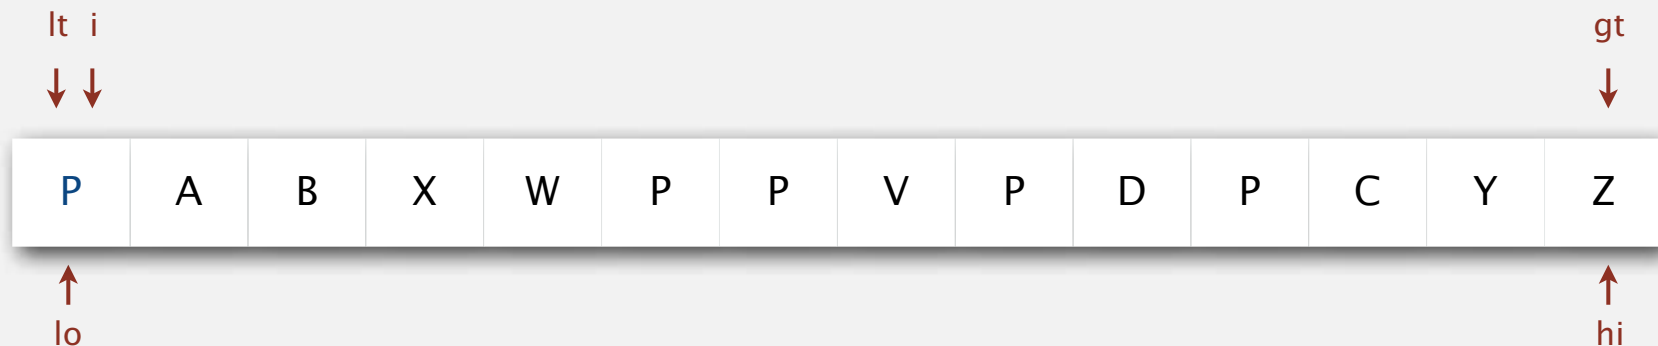 lt i gt
P A B X W P P V P D P C Y Z
lo hi